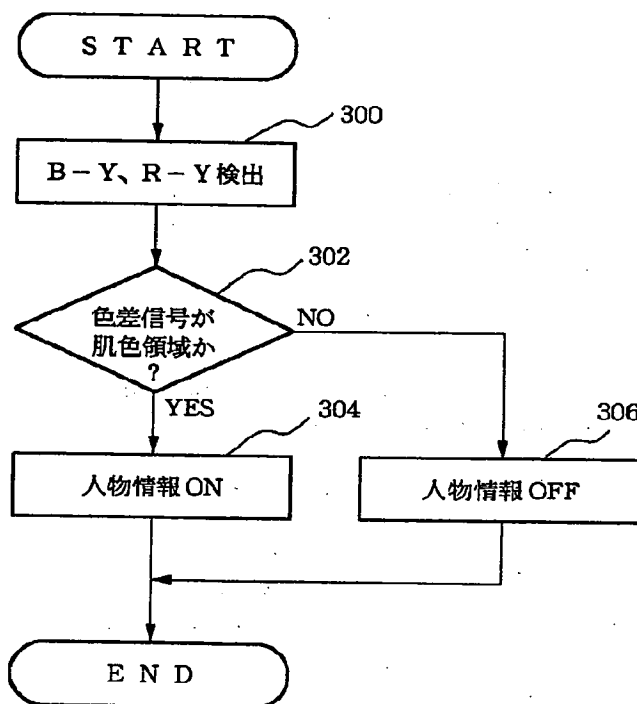 START
300
B-Y、R-Y検出
302
色差信号が
肌色領域か
?
NO
YES
304
人物情報ON
306
人物情報OFF
END